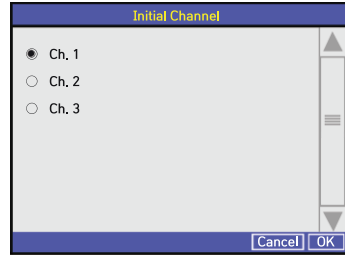 Initial Channel
Ch. 1
Ch. 2
Ch. 3
Cancel OK